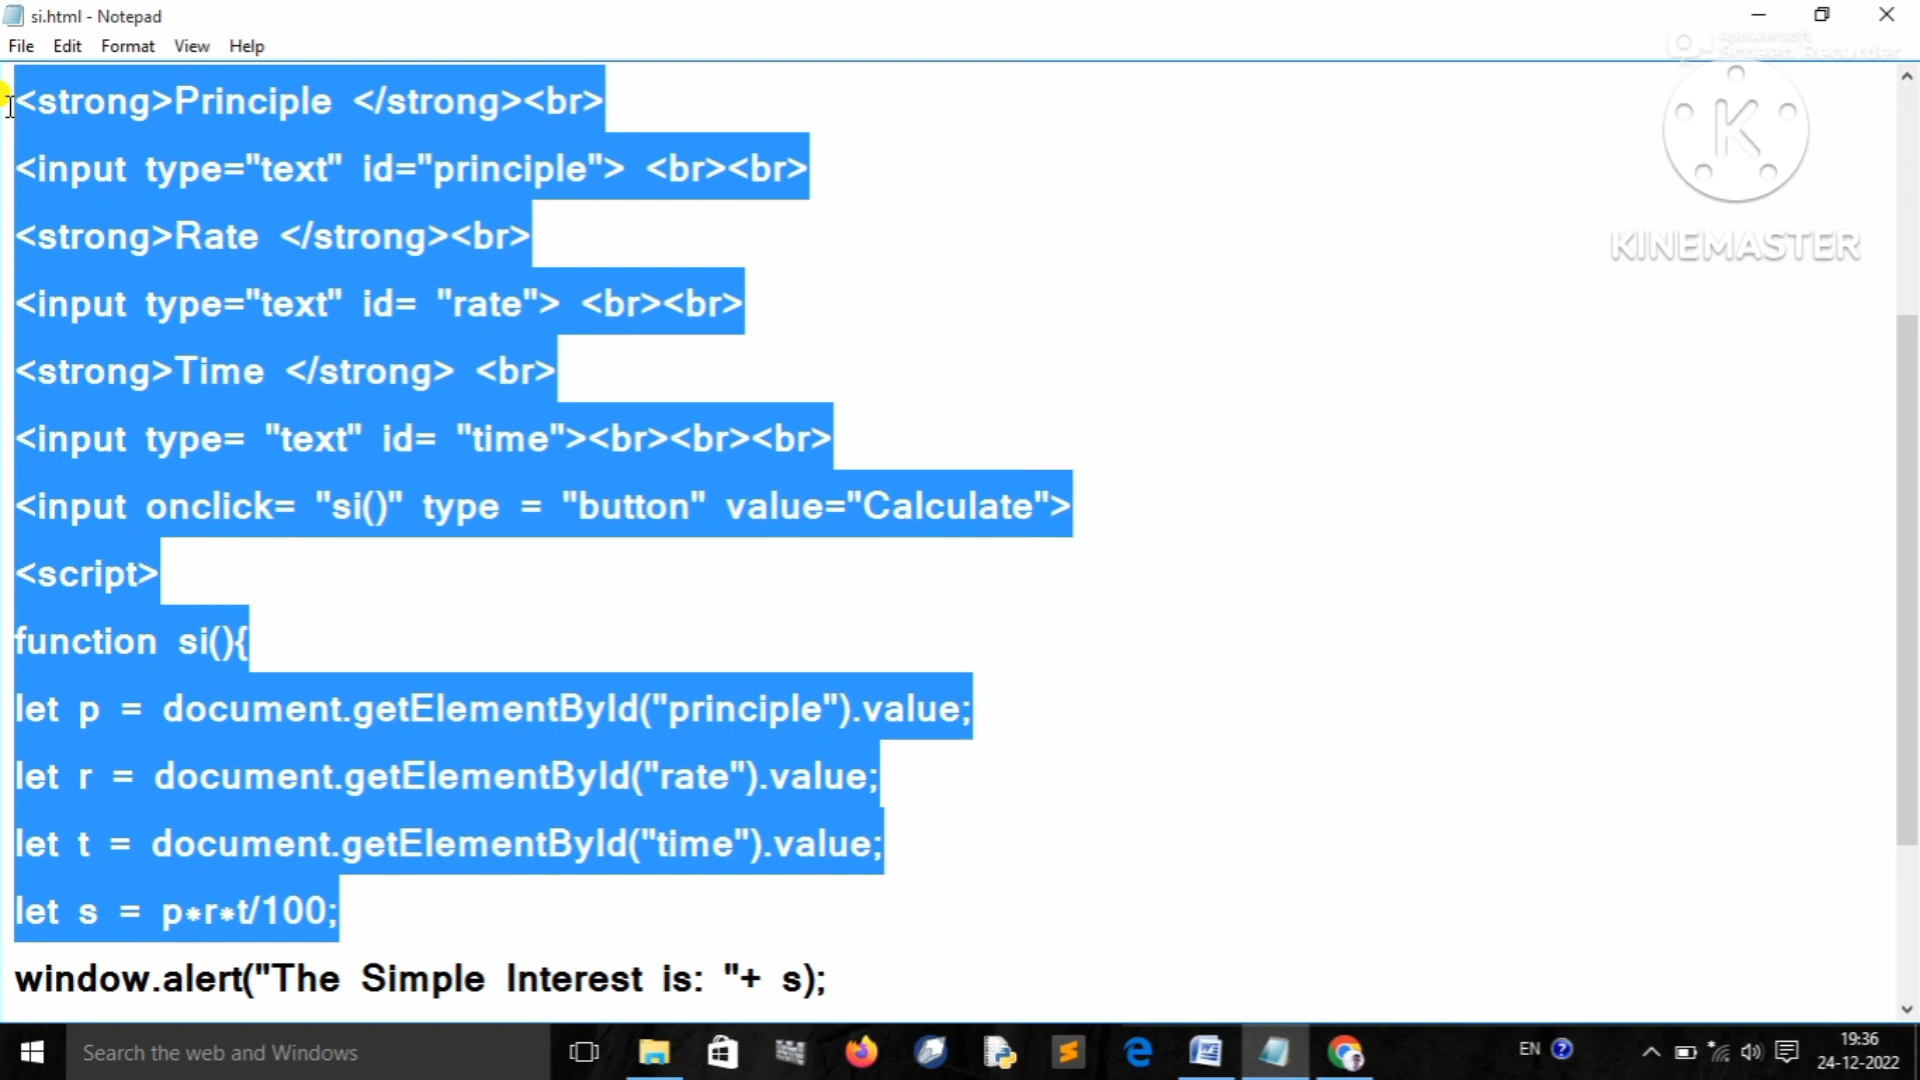 si.html - Notepad
File Edit Format View Help
Apowersoft
Screen Recorder
KINEMASTER
<strong>Principle </strong><br>
<input type="text" id="principle"> <br><br>
<strong>Rate </strong><br>
<input type="text" id= "rate"> <br><br>
<strong>Time </strong> <br>
<input type= "text" id= "time"><br><br><br>
<input onclick= "si()" type = "button" value="Calculate">
<script>
function si(){
let p = document.getElementById("principle").value;
let r = document.getElementById("rate").value;
let t = document.getElementById("time").value;
let s = p*r*t/100;
window.alert("The Simple Interest is: "+ s);
Search the web and Windows
EN
19:36
24-12-2022